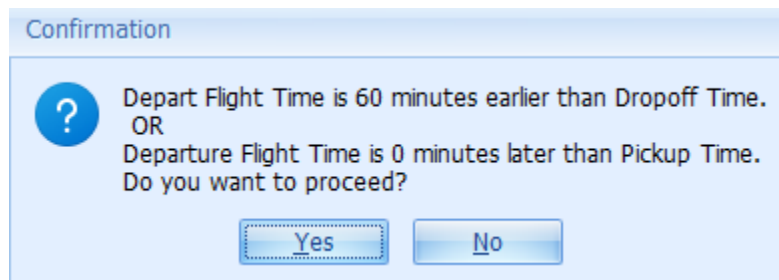 Confirmation
Depart Flight Time is 60 minutes earlier than Dropoff Time.
OR
Departure Flight Time is 0 minutes later than Pickup Time.
Do you want to proceed?
Yes
No